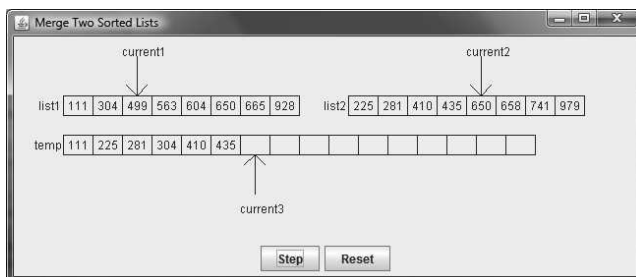 Merge Two Sorted Lists
current1 current2
list1 111 304 499 563 604 650 665 928 list2 225 281 410 435 650 658 741 979
temp 111 225 281 304 410 435
current3
Step Reset